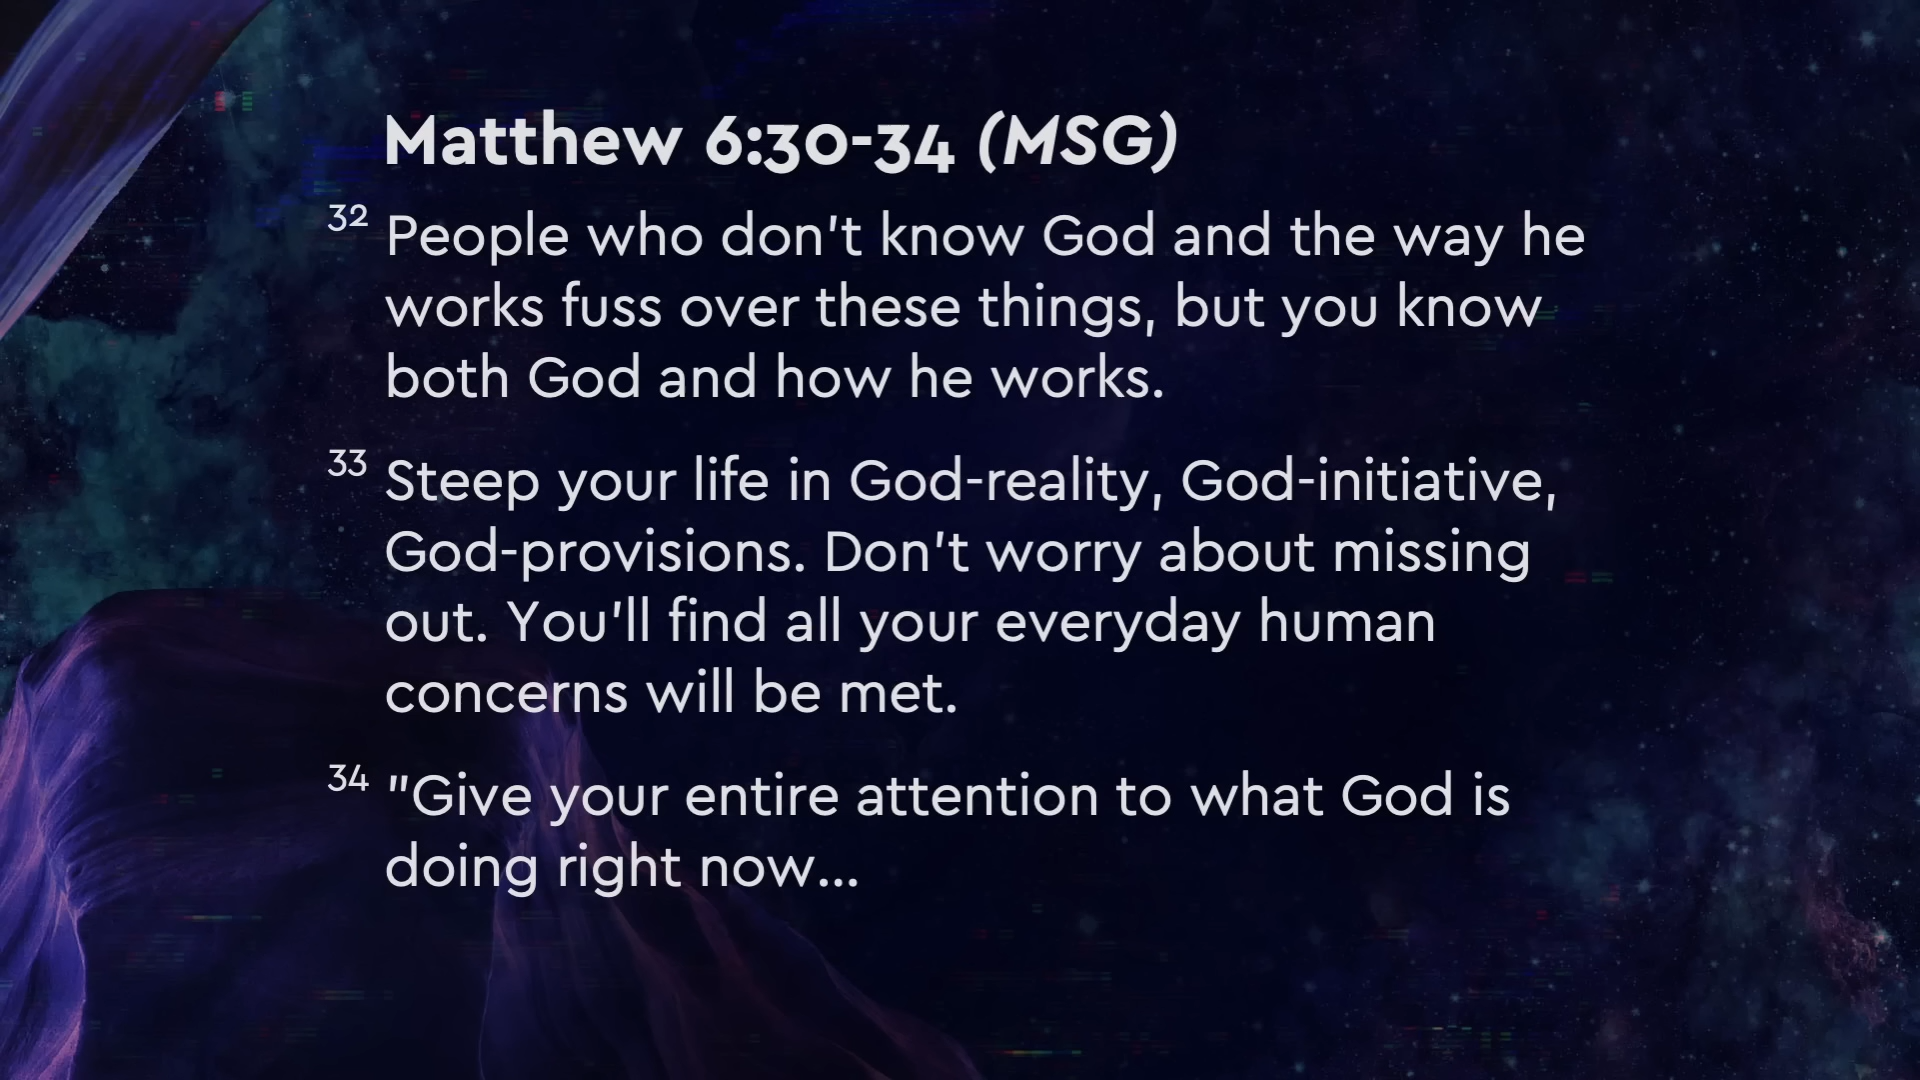 Matthew 6:30-34 (MSG)
32 People who don't know God and the way he
works fuss over these things, but you know
both God and how he works.
33 Steep your life in God-reality, God-initiative,
God-provisions. Don't worry about missing
out. You'll find all your everyday human
concerns will be met.
34 "Give your entire attention to what God is
doing right now...